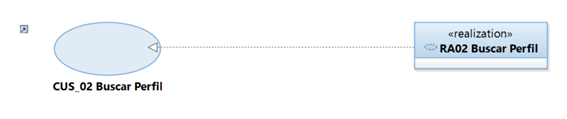 «realization»
RA02 Buscar Perfil
CUS_02 Buscar Perfil